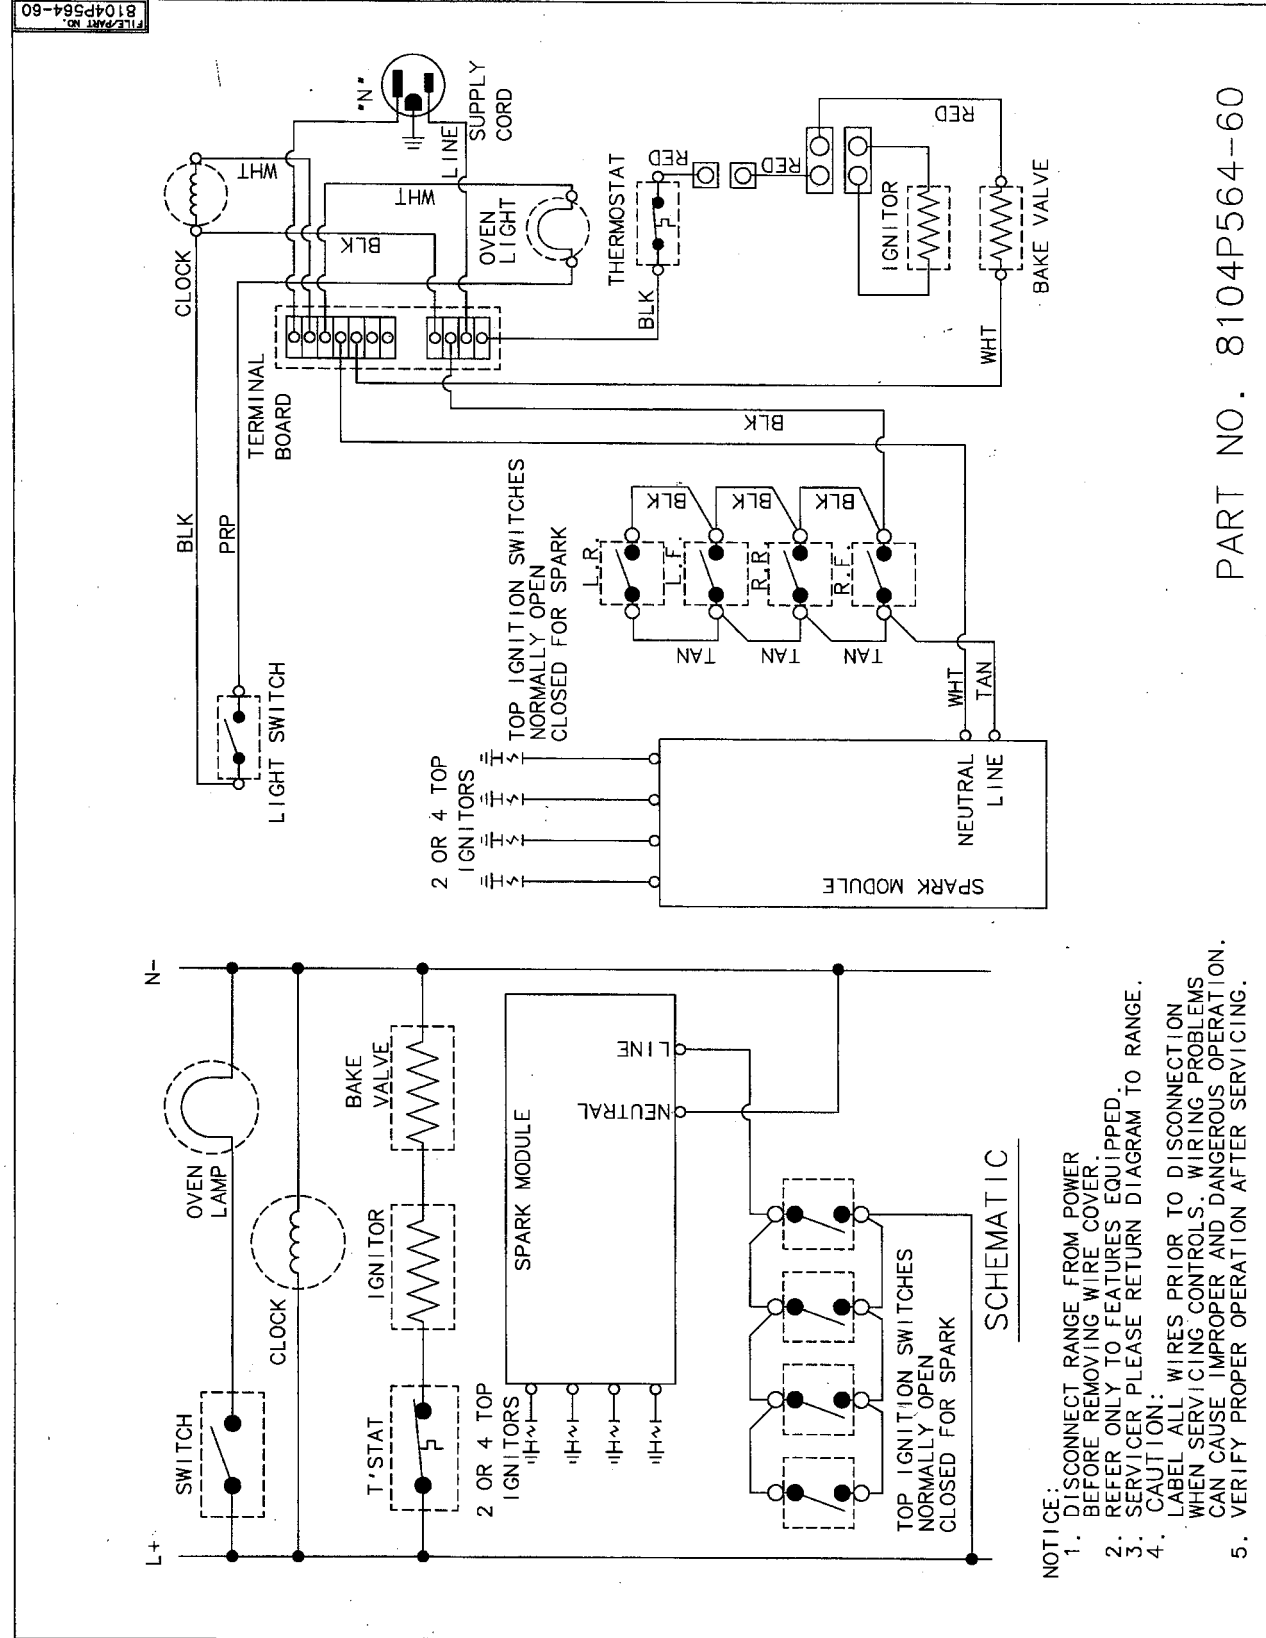 FILE/PART NO.
8104P564-60
CLOCK
WHT
"N"
LINE
SUPPLY
CORD
WHT
BLK
OVEN
LIGHT
THERMOSTAT
RED
RED
RED
IGNITOR
BAKE VALVE
BLK
WHT
TERMINAL
BOARD
BLK
BLK
PRP
LIGHT SWITCH
TOP IGNITION SWITCHES
NORMALLY OPEN
CLOSED FOR SPARK
L.R.
L.F.
R.R.
R.F.
BLK
BLK
BLK
TAN
TAN
TAN
WHT
TAN
2 OR 4 TOP
IGNITORS
NEUTRAL
LINE
SPARK MODULE
PART NO. 8104P564-60
N-
L+
OVEN
LAMP
SWITCH
CLOCK
BAKE
VALVE
IGNITOR
T'STAT
2 OR 4 TOP
IGNITORS
SPARK MODULE
LINE
NEUTRAL
TOP IGNITION SWITCHES
NORMALLY OPEN
CLOSED FOR SPARK
SCHEMATIC
NOTICE:
1. DISCONNECT RANGE FROM POWER
BEFORE REMOVING WIRE COVER.
2. REFER ONLY TO FEATURES EQUIPPED.
3. SERVICER PLEASE RETURN DIAGRAM TO RANGE.
4. CAUTION:
LABEL ALL WIRES PRIOR TO DISCONNECTION
WHEN SERVICING CONTROLS. WIRING PROBLEMS
CAN CAUSE IMPROPER AND DANGEROUS OPERATION.
5. VERIFY PROPER OPERATION AFTER SERVICING.